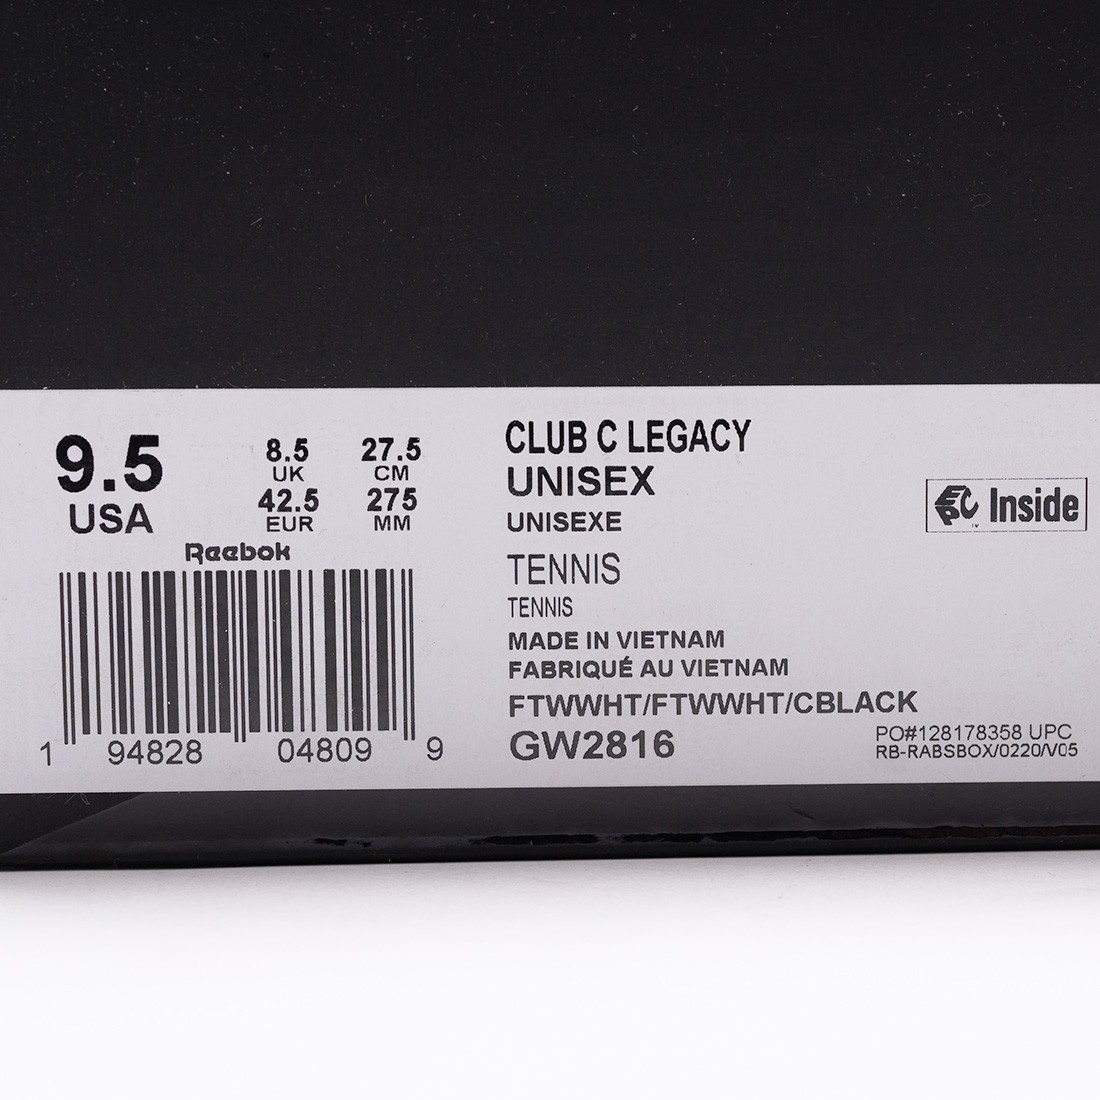 9.5
USA
8.5
UK
42.5
EUR
27.5
CM
275
MM
Reebok
1 94828 04809 9
CLUB C LEGACY
UNISEX
UNISEXE
TENNIS
TENNIS
MADE IN VIETNAM
FABRIQUÉ AU VIETNAM
FTWWHT/FTWWHT/CBLACK
GW2816
EPC Inside
PO#128178358 UPC
RB-RABSBOX/0220/V05